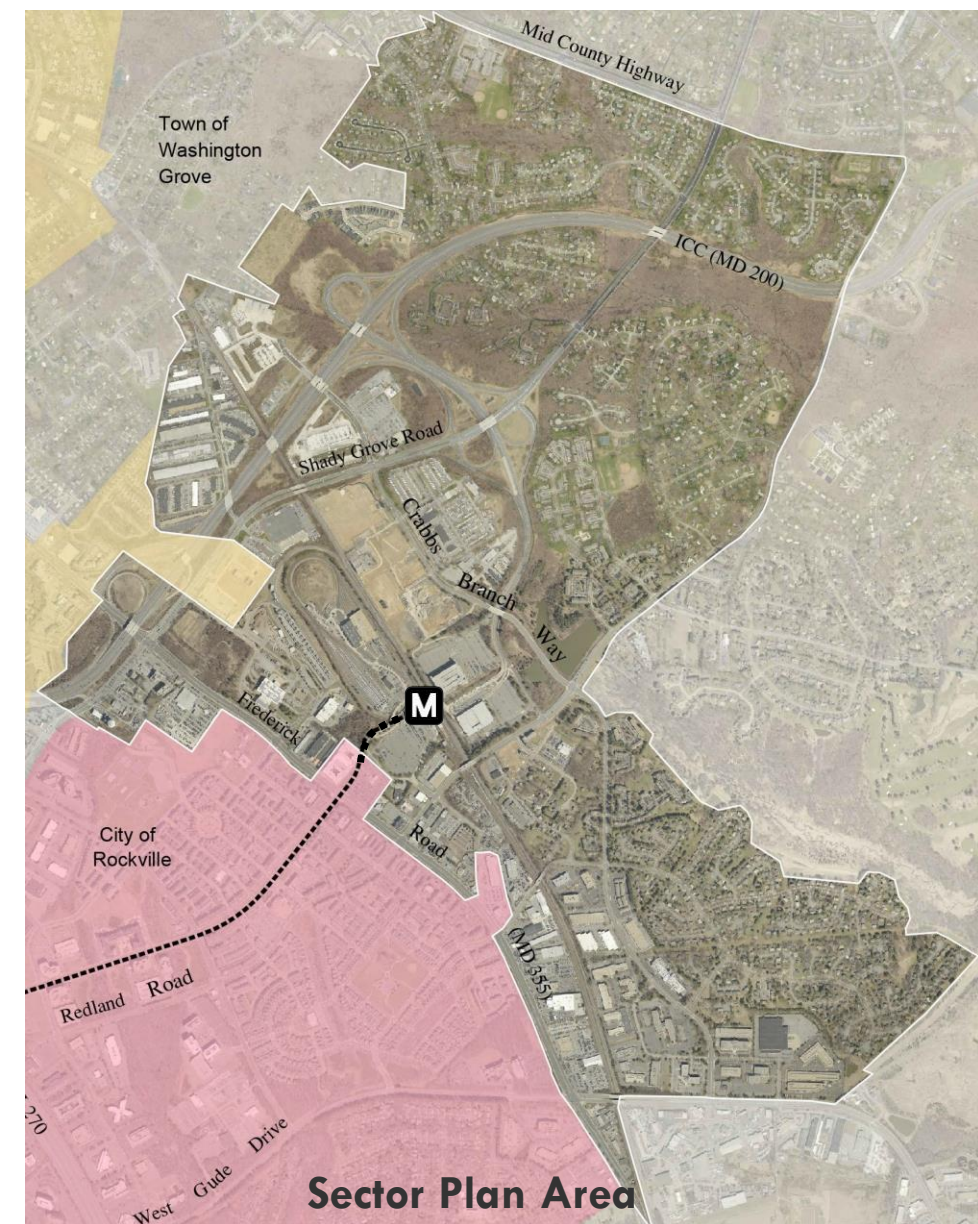 Mid County Highway
Town of
Washington
Grove
ICC (MD 200)
Shady Grove Road
Crabbs
Branch
Way
Frederick
M
Road
City of
Rockville
(MD 355)
Redland Road
270
West Gude Drive
Sector Plan Area